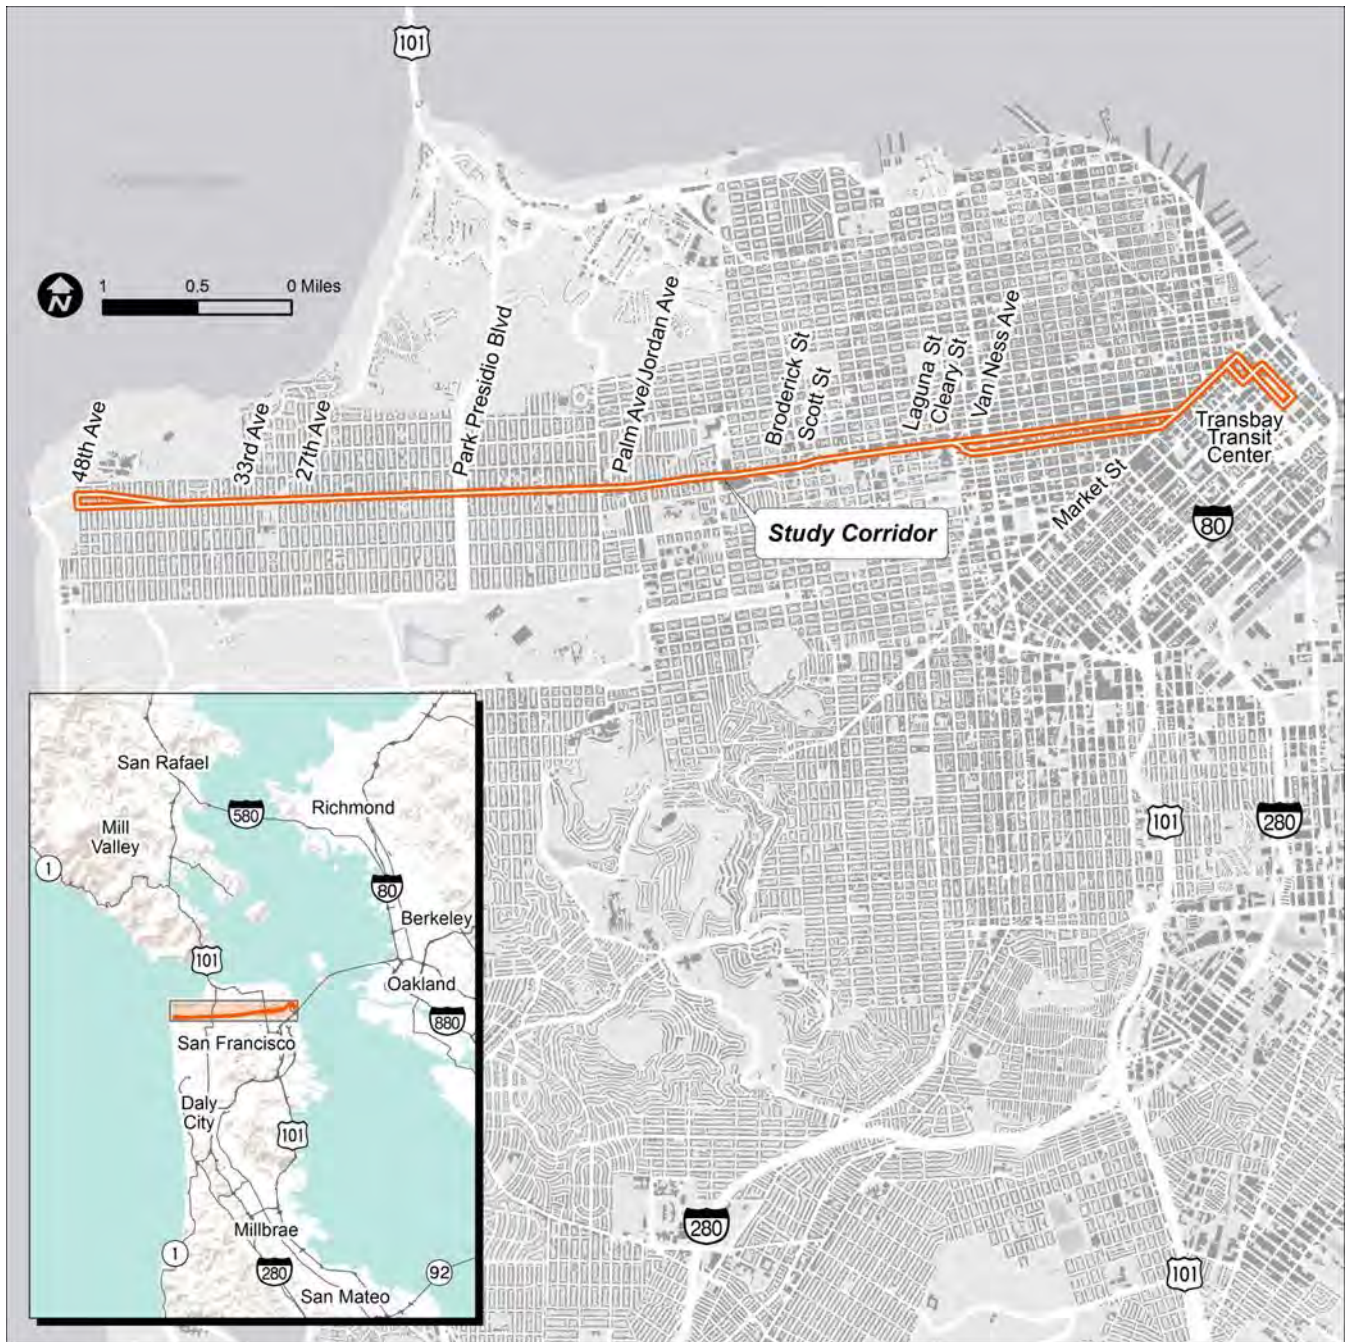 101
1 0.5 0 Miles
N
48th Ave
33rd Ave
27th Ave
Park Presidio Blvd
Palm Ave/Jordan Ave
Broderick St
Scott St
Laguna St
Cleary St
Van Ness Ave
Transbay
Transit
Center
Market St
80
Study Corridor
101
280
280
101
San Rafael
580
Richmond
Mill
Valley
1
80
Berkeley
101
Oakland
880
San Francisco
Daly
City
101
Millbrae
1
280
92
San Mateo